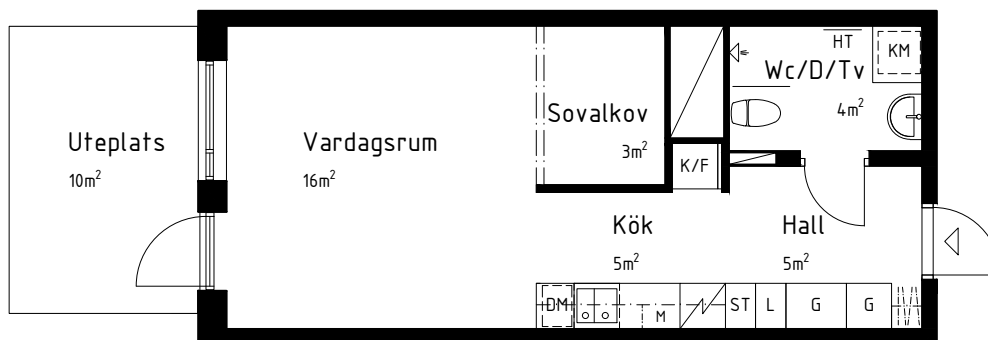 HT
KM
Wc/D/Tv
4m²
Uteplats
10m²
Vardagsrum
16m²
Sovalkov
3m²
K/F
Kök
5m²
Hall
5m²
DM
M
ST
L
G
G